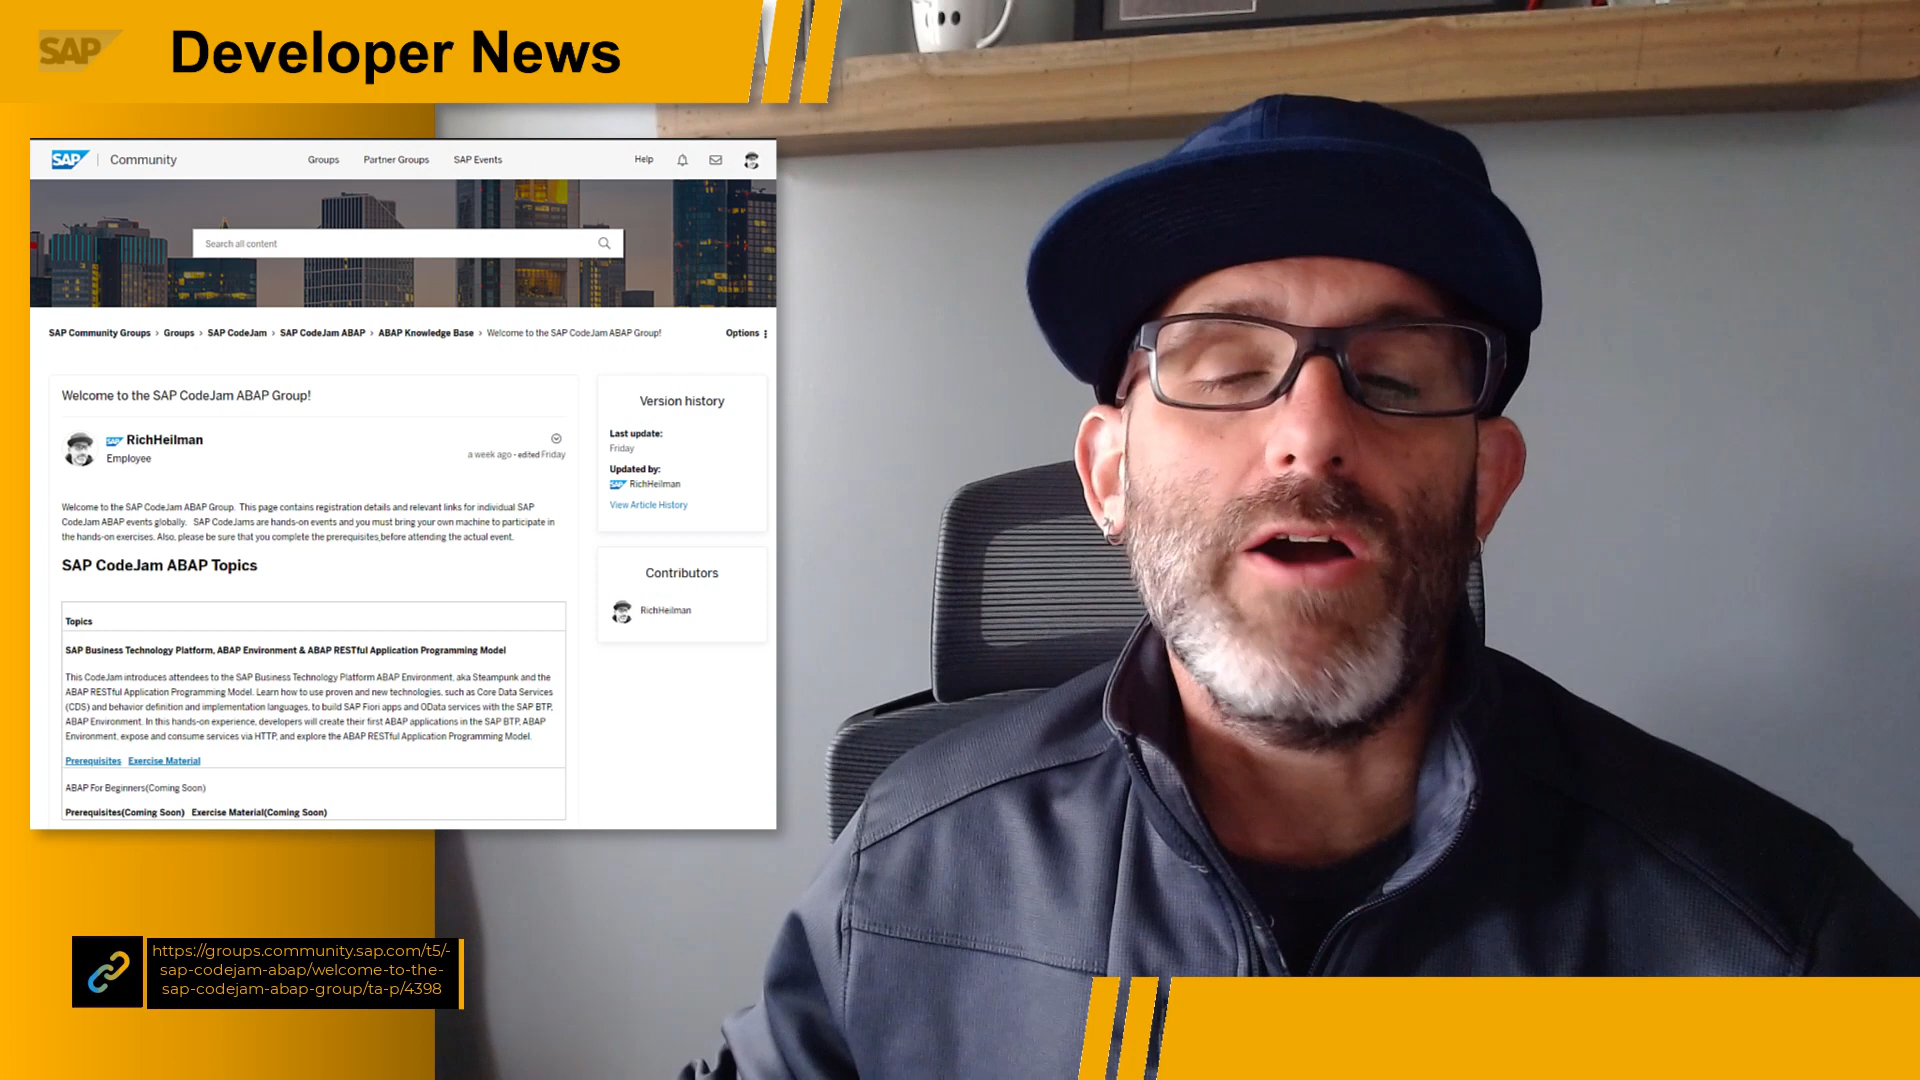 SAP Developer News
SAP Community Groups Partner Groups SAP Events Help
Search all content
SAP Community Groups > Groups > SAP CodeJam > SAP CodeJam ABAP > ABAP Knowledge Base > Welcome to the SAP CodeJam ABAP Group! Options
Welcome to the SAP CodeJam ABAP Group!
SAP RichHeilman
Employee
a week ago - edited Friday
Welcome to the SAP CodeJam ABAP Group. This page contains registration details and relevant links for individual SAP
CodeJam ABAP events globally. SAP CodeJams are hands-on events and you must bring your own machine to participate in
the hands-on exercises. Also, please be sure that you complete the prerequisites before attending the actual event.
SAP CodeJam ABAP Topics
Topics
SAP Business Technology Platform, ABAP Environment & ABAP RESTful Application Programming Model
This CodeJam introduces attendees to the SAP Business Technology Platform ABAP Environment, aka Steampunk and the
ABAP RESTful Application Programming Model. Learn how to use proven and new technologies, such as Core Data Services
(CDS) and behavior definition and implementation languages, to build SAP Fiori apps and OData services with the SAP BTP,
ABAP Environment. In this hands-on experience, developers will create their first ABAP applications in the SAP BTP, ABAP
Environment, expose and consume services via HTTP, and explore the ABAP RESTful Application Programming Model.
Prerequisites Exercise Material
ABAP For Beginners(Coming Soon)
Prerequisites(Coming Soon) Exercise Material(Coming Soon)
Version history
Last update:
Friday
Updated by:
SAP RichHeilman
View Article History
Contributors
RichHeilman
https://groups.community.sap.com/t5/-
sap-codejam-abap/welcome-to-the-
sap-codejam-abap-group/ta-p/4398